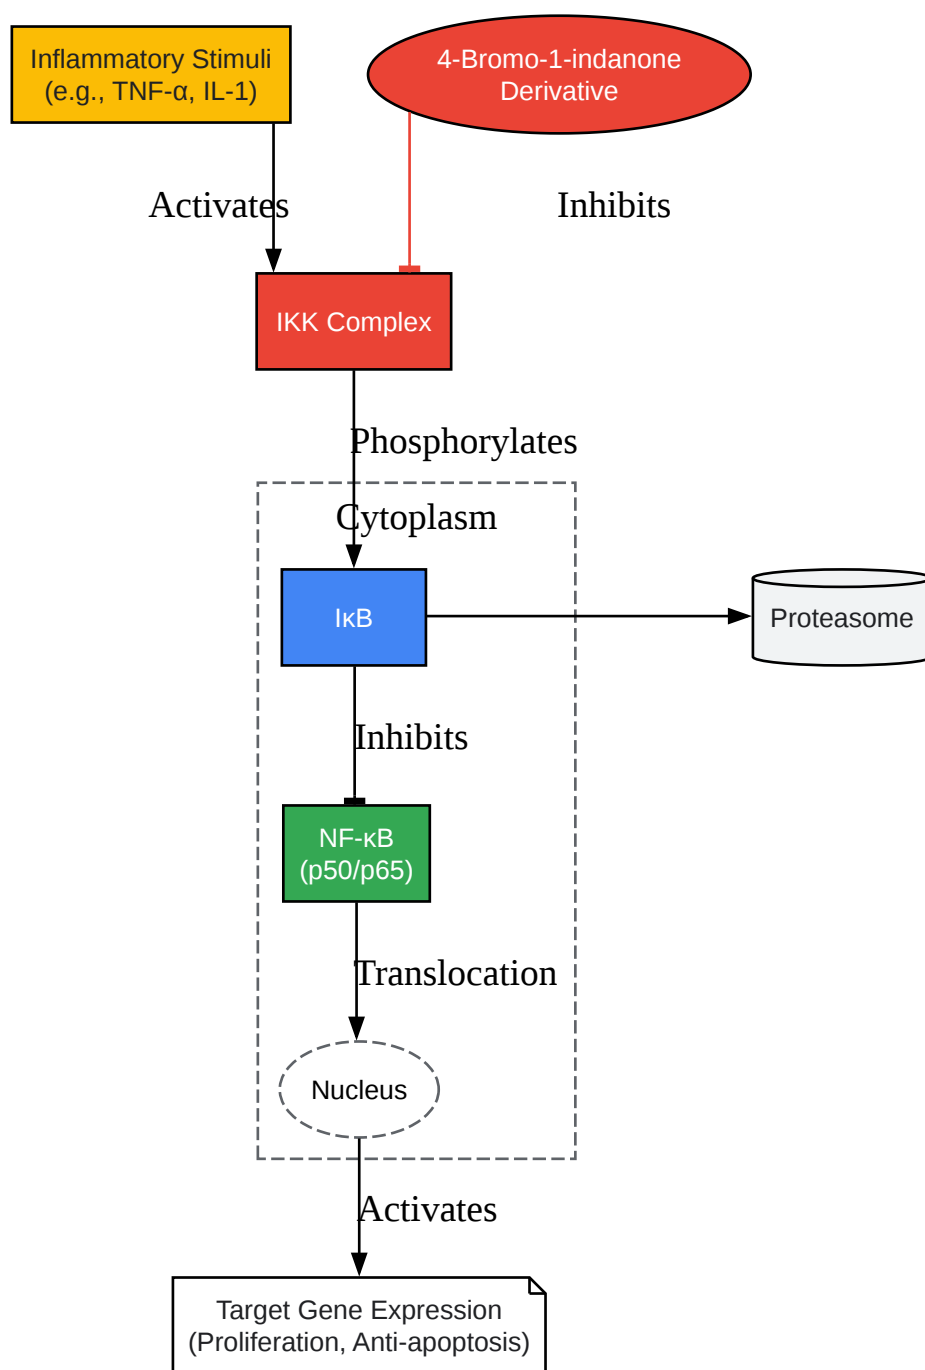 Inflammatory Stimuli
(e.g., TNF-α, IL-1)
4-Bromo-1-indanone
Derivative
Activates
Inhibits
IKK Complex
Phosphorylates
Cytoplasm
IκB
Proteasome
Inhibits
NF-κB
(p50/p65)
Translocation
Nucleus
Activates
Target Gene Expression
(Proliferation, Anti-apoptosis)